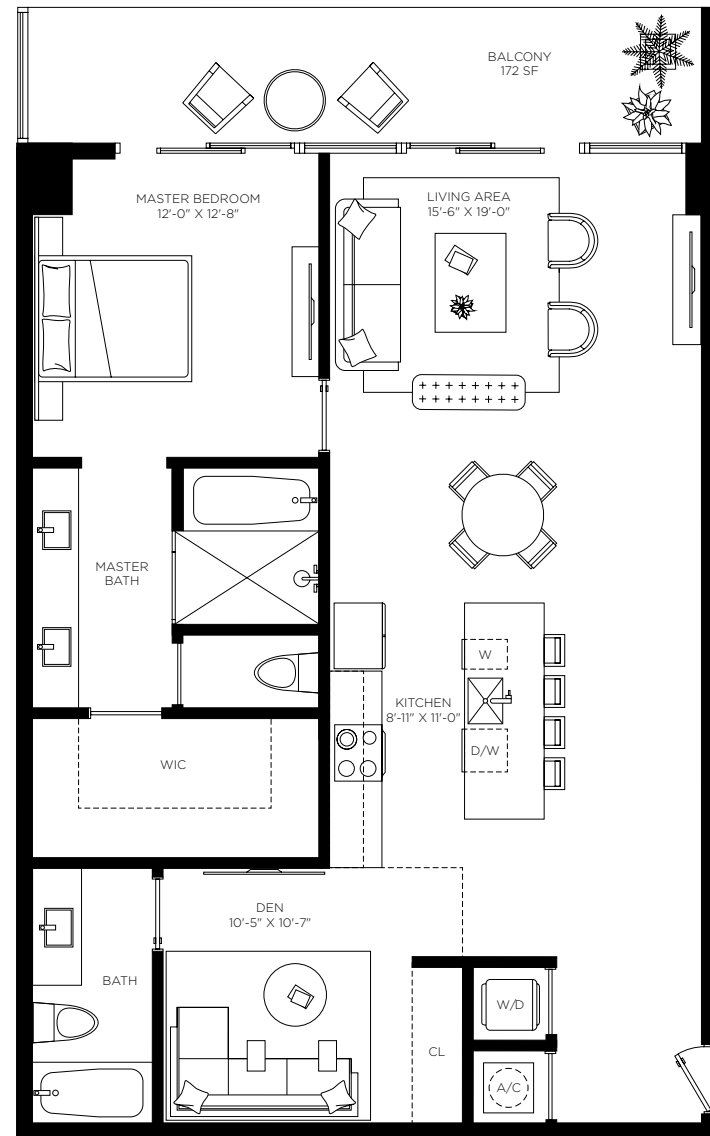 BALCONY
172 SF
MASTER BEDROOM
12'-0" X 12'-8"
LIVING AREA
15'-6" X 19'-0"
MASTER
BATH
W
KITCHEN
8'-11" X 11'-0"
D/W
WIC
DEN
10'-5" X 10'-7"
BATH
W/D
CL
A/C